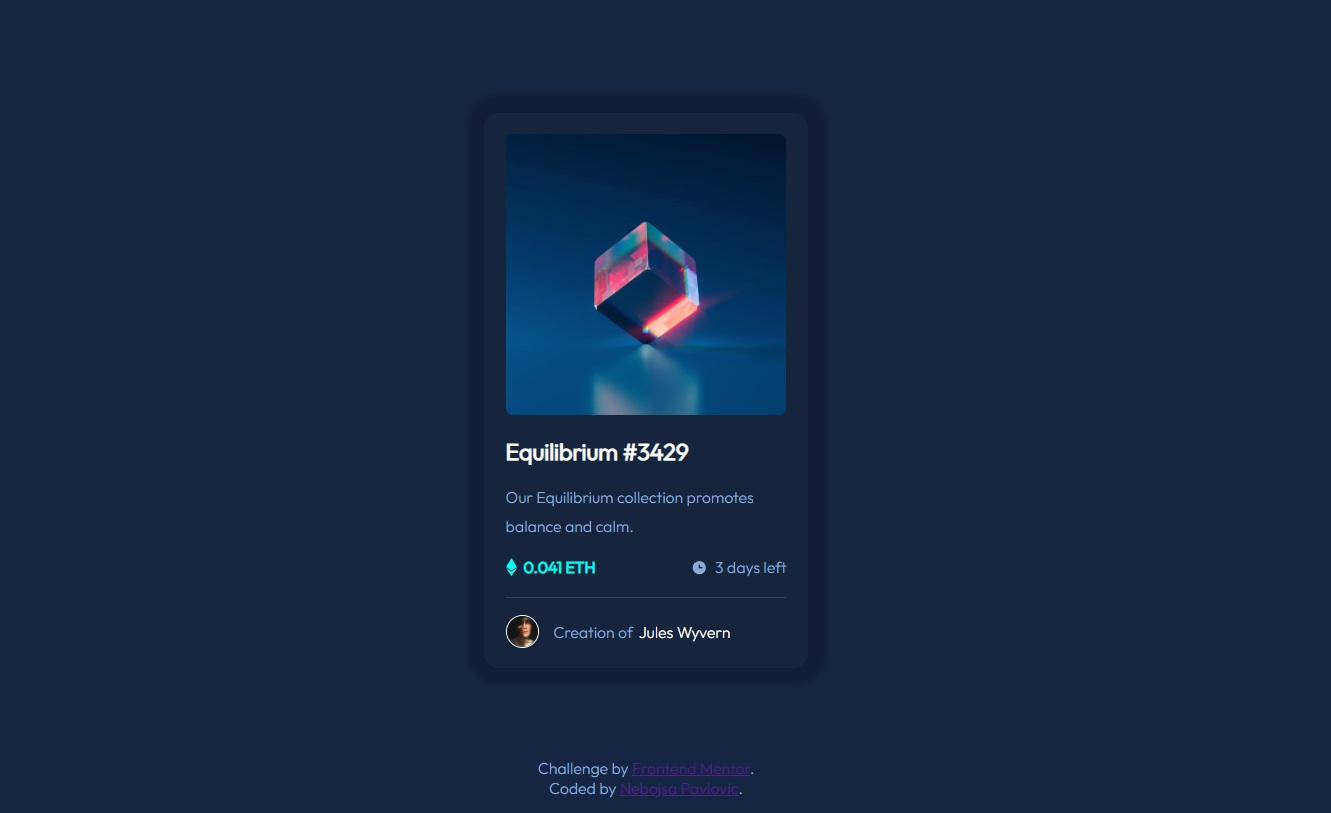 Equilibrium #3429
Our Equilibrium collection promotes
balance and calm.
0.041 ETH 3 days left
Creation of Jules Wyvern
Challenge by Frontend Mentor.
Coded by Nebojsa Pavlovic.